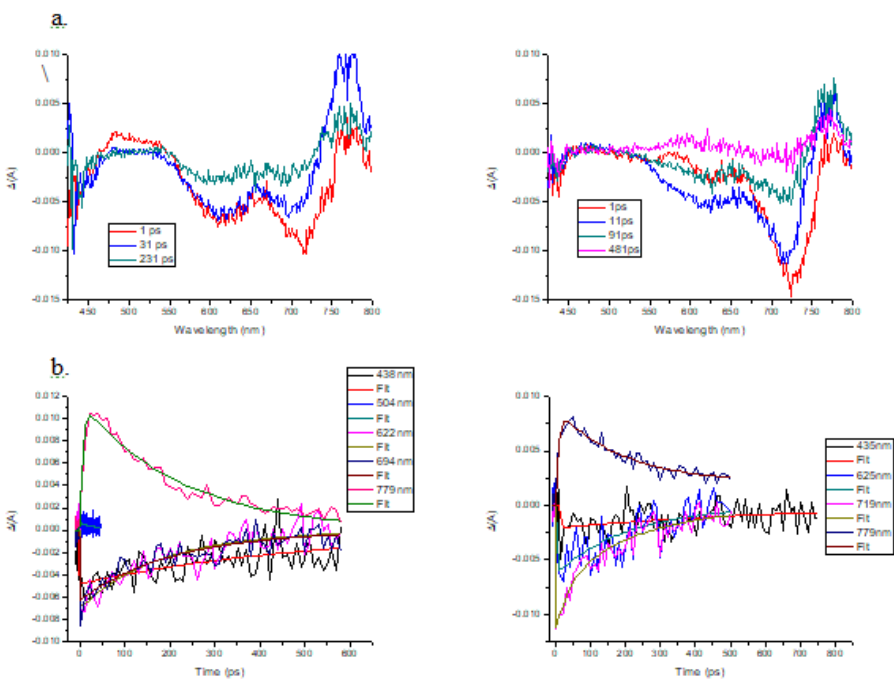 a.
\
0.010
0.005
0.000
-0.005
-0.010
-0.015
Δ(A)
1 ps
31 ps
231 ps
450 500 550 600 650 700 750 800
Wavelength (nm)
0.010
0.005
0.000
-0.005
-0.010
-0.015
Δ(A)
1ps
11ps
91ps
481ps
450 500 550 600 650 700 750 800
Wavelength (nm)
b.
0.012
0.010
0.008
0.006
0.004
0.002
0.000
-0.002
-0.004
-0.006
-0.008
-0.010
Δ(A)
438nm
Fit
504nm
Fit
622nm
Fit
694nm
Fit
779nm
Fit
0 100 200 300 400 500 600
Time (ps)
0.010
0.005
0.000
-0.005
-0.010
Δ(A)
435nm
Fit
625nm
Fit
719nm
Fit
779nm
Fit
0 100 200 300 400 500 600 700 800
Time (ps)